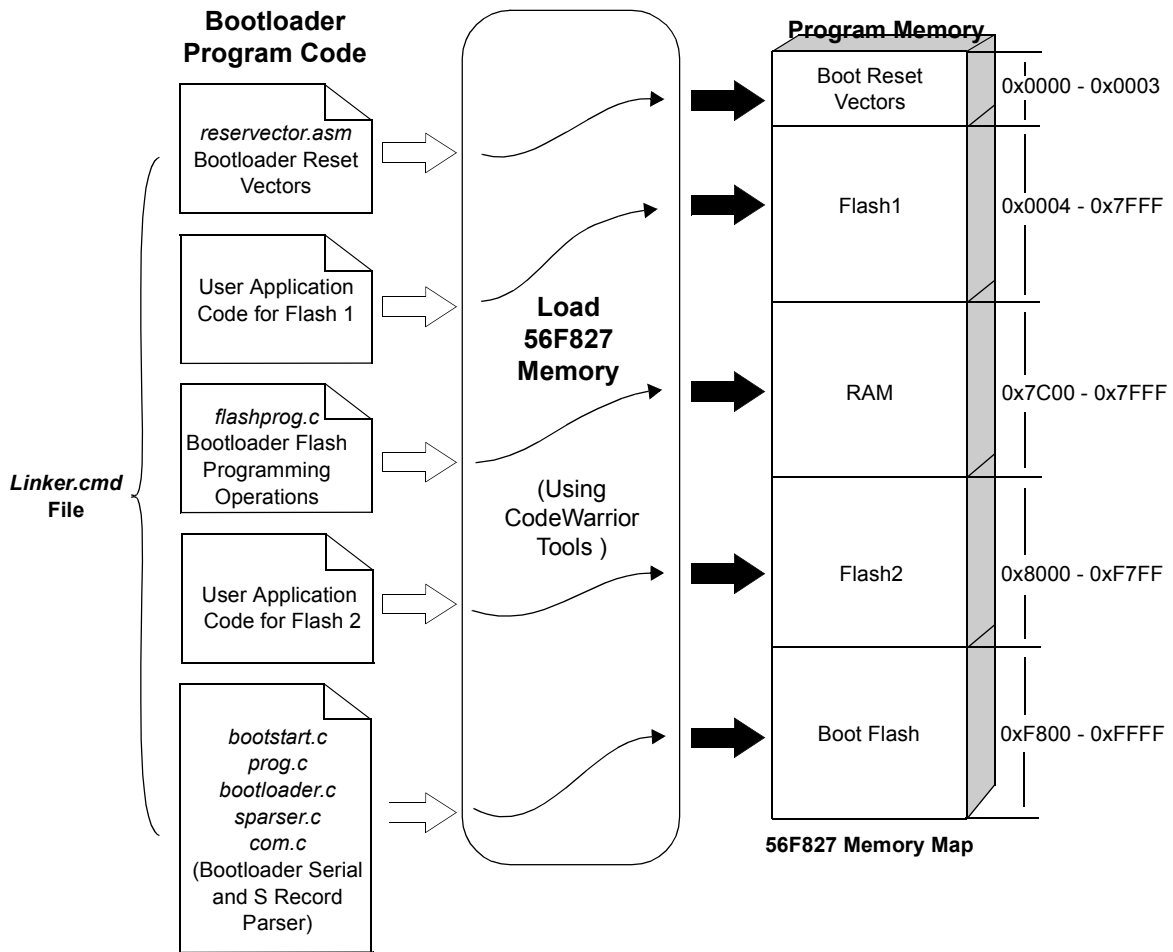 Bootloader
Program Code
reservector.asm
Bootloader Reset
Vectors
User Application
Code for Flash 1
flashprog.c
Bootloader Flash
Programming
Operations
User Application
Code for Flash 2
bootstart.c
prog.c
bootloader.c
sparser.c
com.c
(Bootloader Serial
and S Record
Parser)
Linker.cmd
File
Load
56F827
Memory
(Using
CodeWarrior
Tools )
Program Memory
Boot Reset
Vectors
0x0000 - 0x0003
Flash1
0x0004 - 0x7FFF
RAM
0x7C00 - 0x7FFF
Flash2
0x8000 - 0xF7FF
Boot Flash
0xF800 - 0xFFFF
56F827 Memory Map